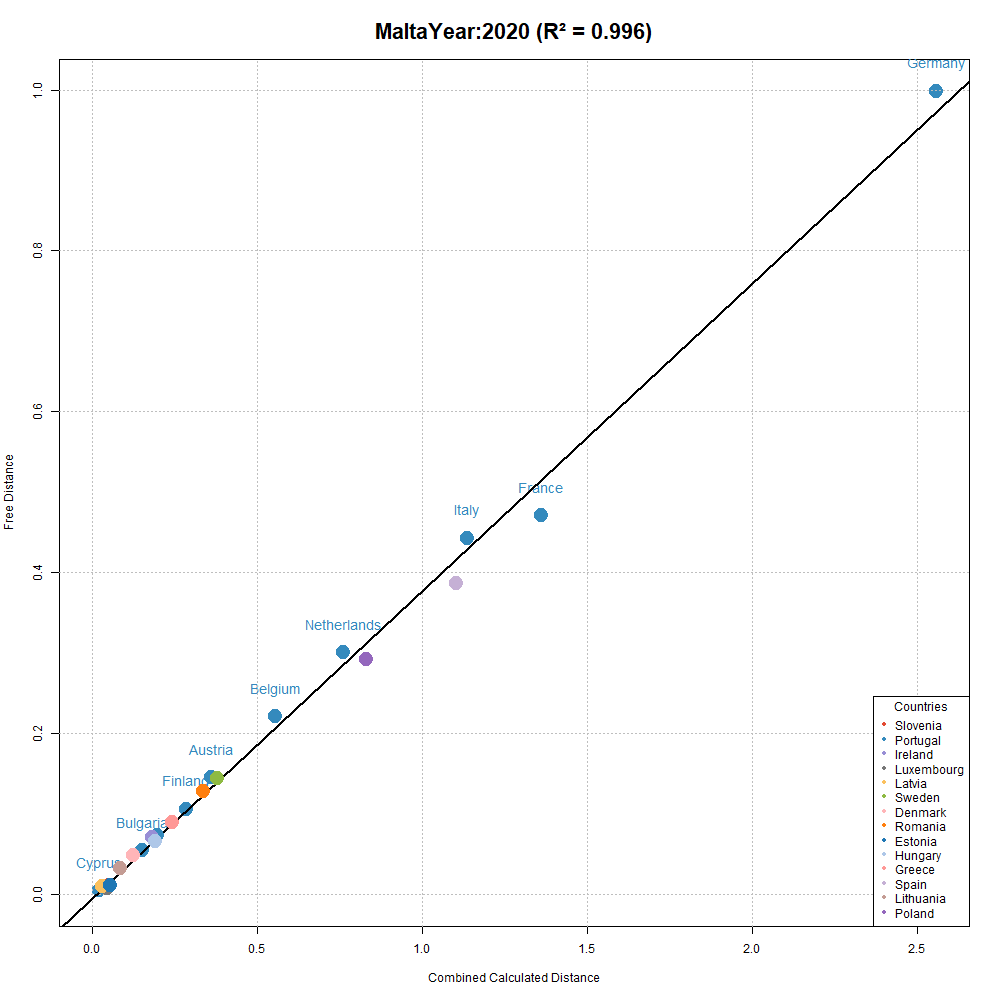 MaltaYear:2020 (R² = 0.996)
Germany
1.0
0.8
0.6
France
Italy
0.4
Netherlands
Belgium
0.2
Austria
Finland
Bulgaria
Cyprus
0.0
Free Distance
Countries
Slovenia
Portugal
Ireland
Luxembourg
Latvia
Sweden
Denmark
Romania
Estonia
Hungary
Greece
Spain
Lithuania
Poland
0.0 0.5 1.0 1.5 2.0 2.5
Combined Calculated Distance